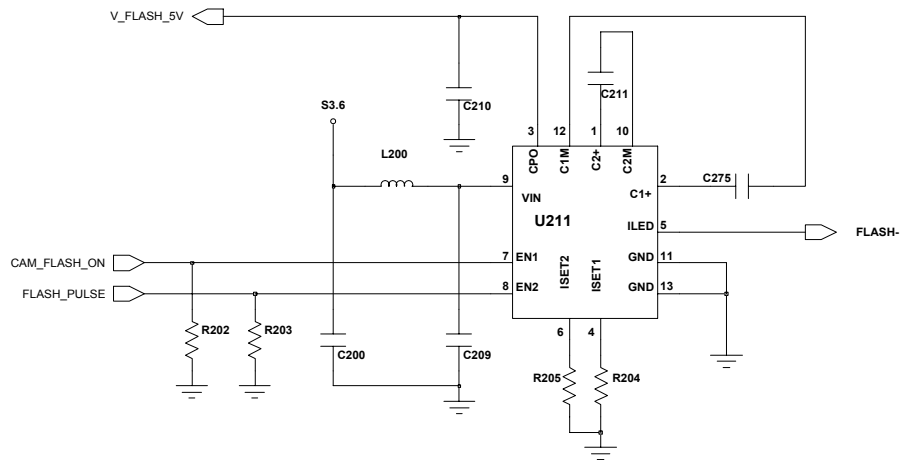 V_FLASH_5V
C210
C211
S3.6
3 12 1 10
CPO C1M C2+ C2M
L200
9 VIN
C275
2 C1+
U211
ILED 5
FLASH-
CAM_FLASH_ON
7 EN1
GND 11
FLASH_PULSE
8 EN2
GND 13
ISET2 ISET1
6 4
R202
R203
C200
C209
R205
R204